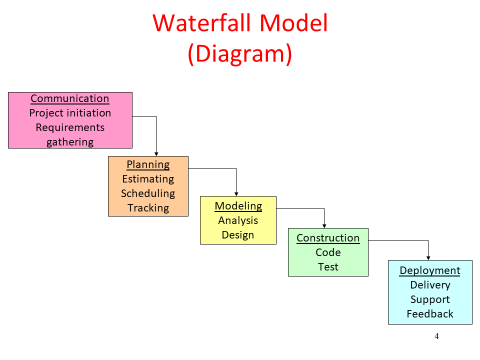 Waterfall Model
(Diagram)
Communication
Project initiation
Requirements
gathering
Planning
Estimating
Scheduling
Tracking
Modeling
Analysis
Design
Construction
Code
Test
Deployment
Delivery
Support
Feedback
4